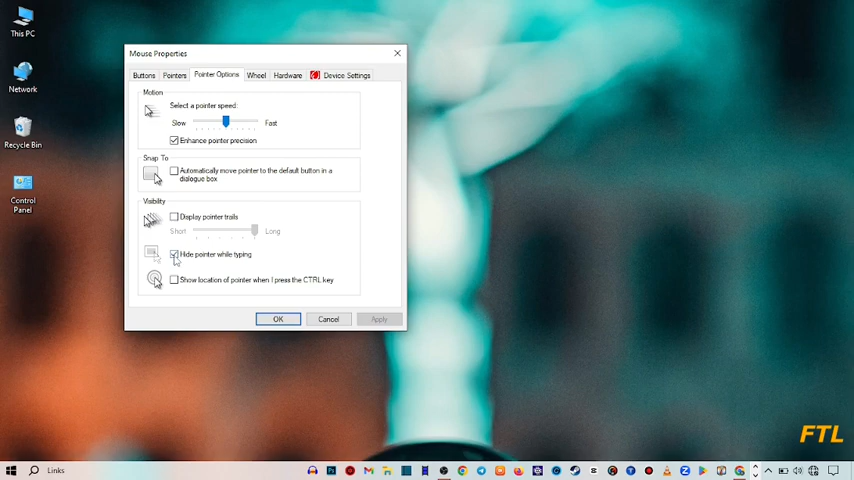 This PC
Network
Recycle Bin
Control
Panel
Mouse Properties
Buttons Pointers Pointer Options Wheel Hardware Device Settings
Motion
Select a pointer speed:
Slow Fast
Enhance pointer precision
Snap To
Automatically move pointer to the default button in a
dialogue box
Visibility
Display pointer trails
Short Long
Hide pointer while typing
Show location of pointer when I press the CTRL key
OK Cancel Apply
FTL
Links